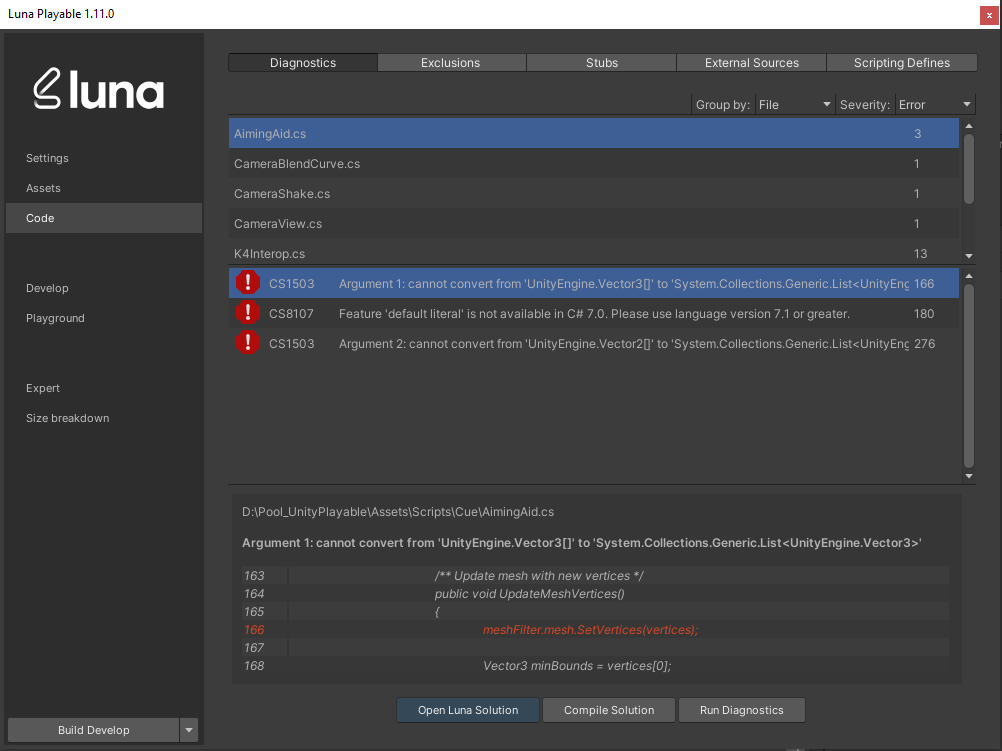 Luna Playable 1.11.0
x
luna
Settings
Assets
Code
Develop
Playground
Expert
Size breakdown
Build Develop
Diagnostics Exclusions Stubs External Sources Scripting Defines
Group by: File Severity: Error
AimingAid.cs 3
CameraBlendCurve.cs 1
CameraShake.cs 1
CameraView.cs 1
K4Interop.cs 13
! CS1503 Argument 1: cannot convert from 'UnityEngine.Vector3[]' to 'System.Collections.Generic.List<UnityEng 166
! CS8107 Feature 'default literal' is not available in C# 7.0. Please use language version 7.1 or greater. 180
! CS1503 Argument 2: cannot convert from 'UnityEngine.Vector2[]' to 'System.Collections.Generic.List<UnityEng 276
D:\Pool_UnityPlayable\Assets\Scripts\Cue\AimingAid.cs
Argument 1: cannot convert from 'UnityEngine.Vector3[]' to 'System.Collections.Generic.List<UnityEngine.Vector3>'
163 /** Update mesh with new vertices */
164 public void UpdateMeshVertices()
165 {
166 meshFilter.mesh.SetVertices(vertices);
167
168 Vector3 minBounds = vertices[0];
Open Luna Solution Compile Solution Run Diagnostics